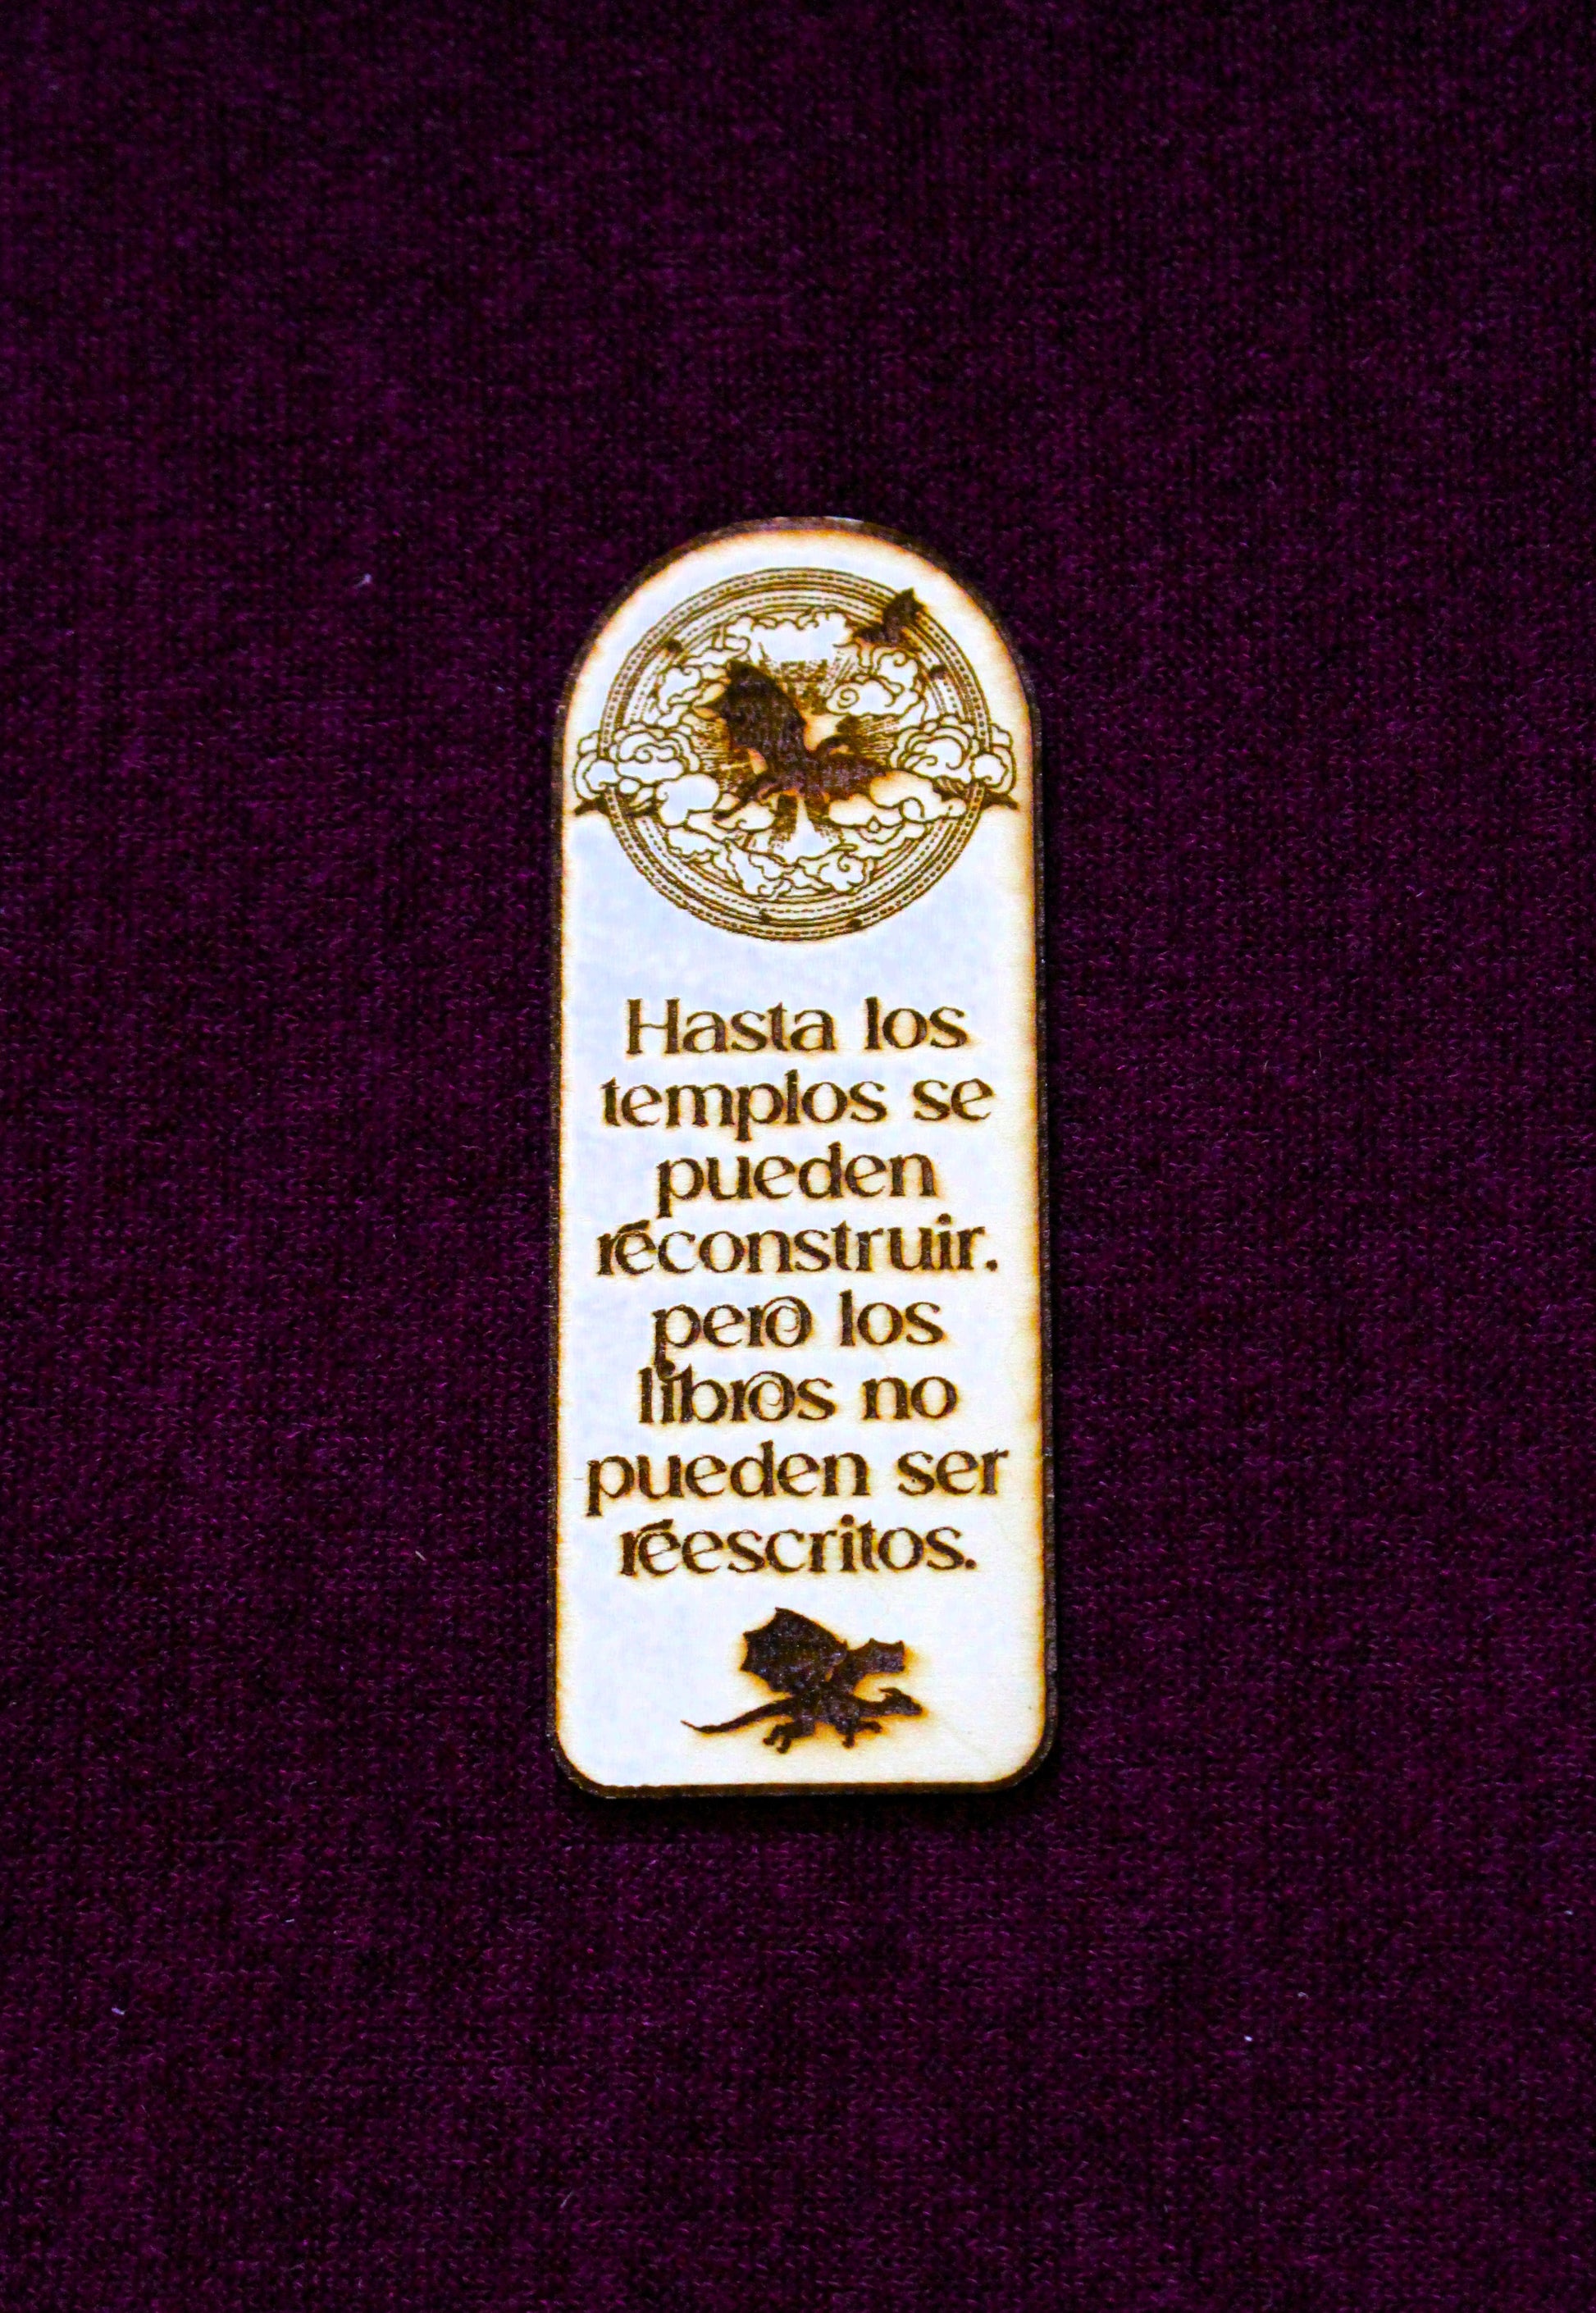 Hasta los
templos se
pueden
reconstruir.
pero los
libros no
pueden ser
reescritos.